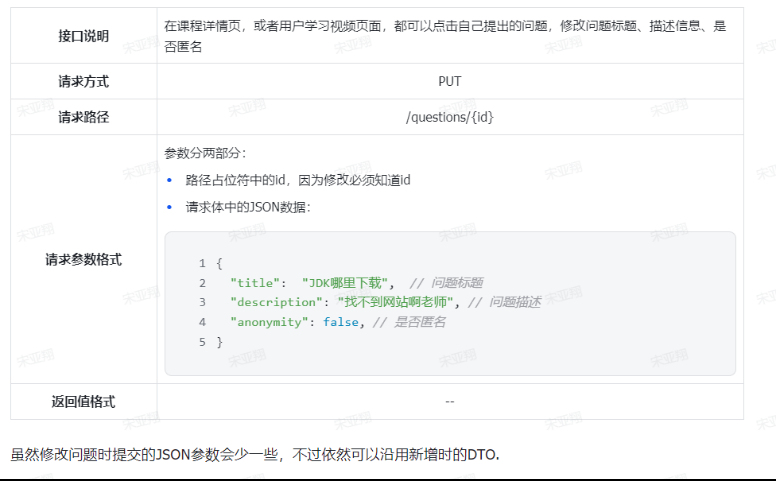 接口说明
在课程详情页，或者用户学习视频页面，都可以点击自己提出的问题，修改问题标题、描述信息、是
否匿名
请求方式
PUT
请求路径
/questions/{id}
请求参数格式
参数分两部分：
• 路径占位符中的id，因为修改必须知道id
• 请求体中的JSON数据：
1 {
2 "title": "JDK哪里下载", // 问题标题
3 "description": "找不到网站啊老师", // 问题描述
4 "anonymity": false, // 是否匿名
5 }
返回值格式
--
虽然修改问题时提交的JSON参数会少一些，不过依然可以沿用新增时的DTO.
宋亚翔